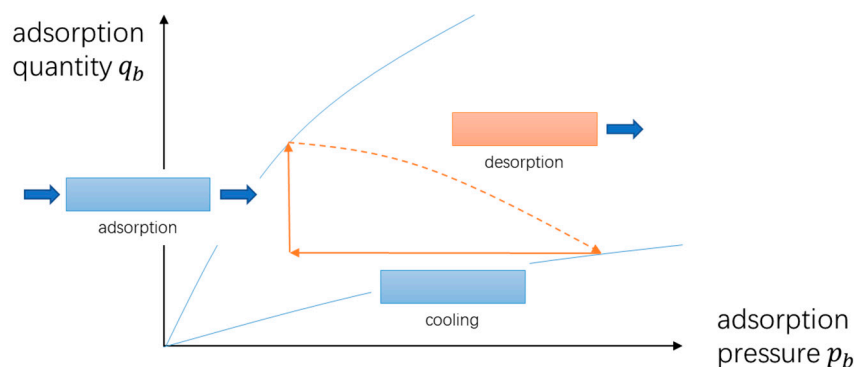 adsorption
quantity q_b
desorption
adsorption
cooling
adsorption
pressure p_b